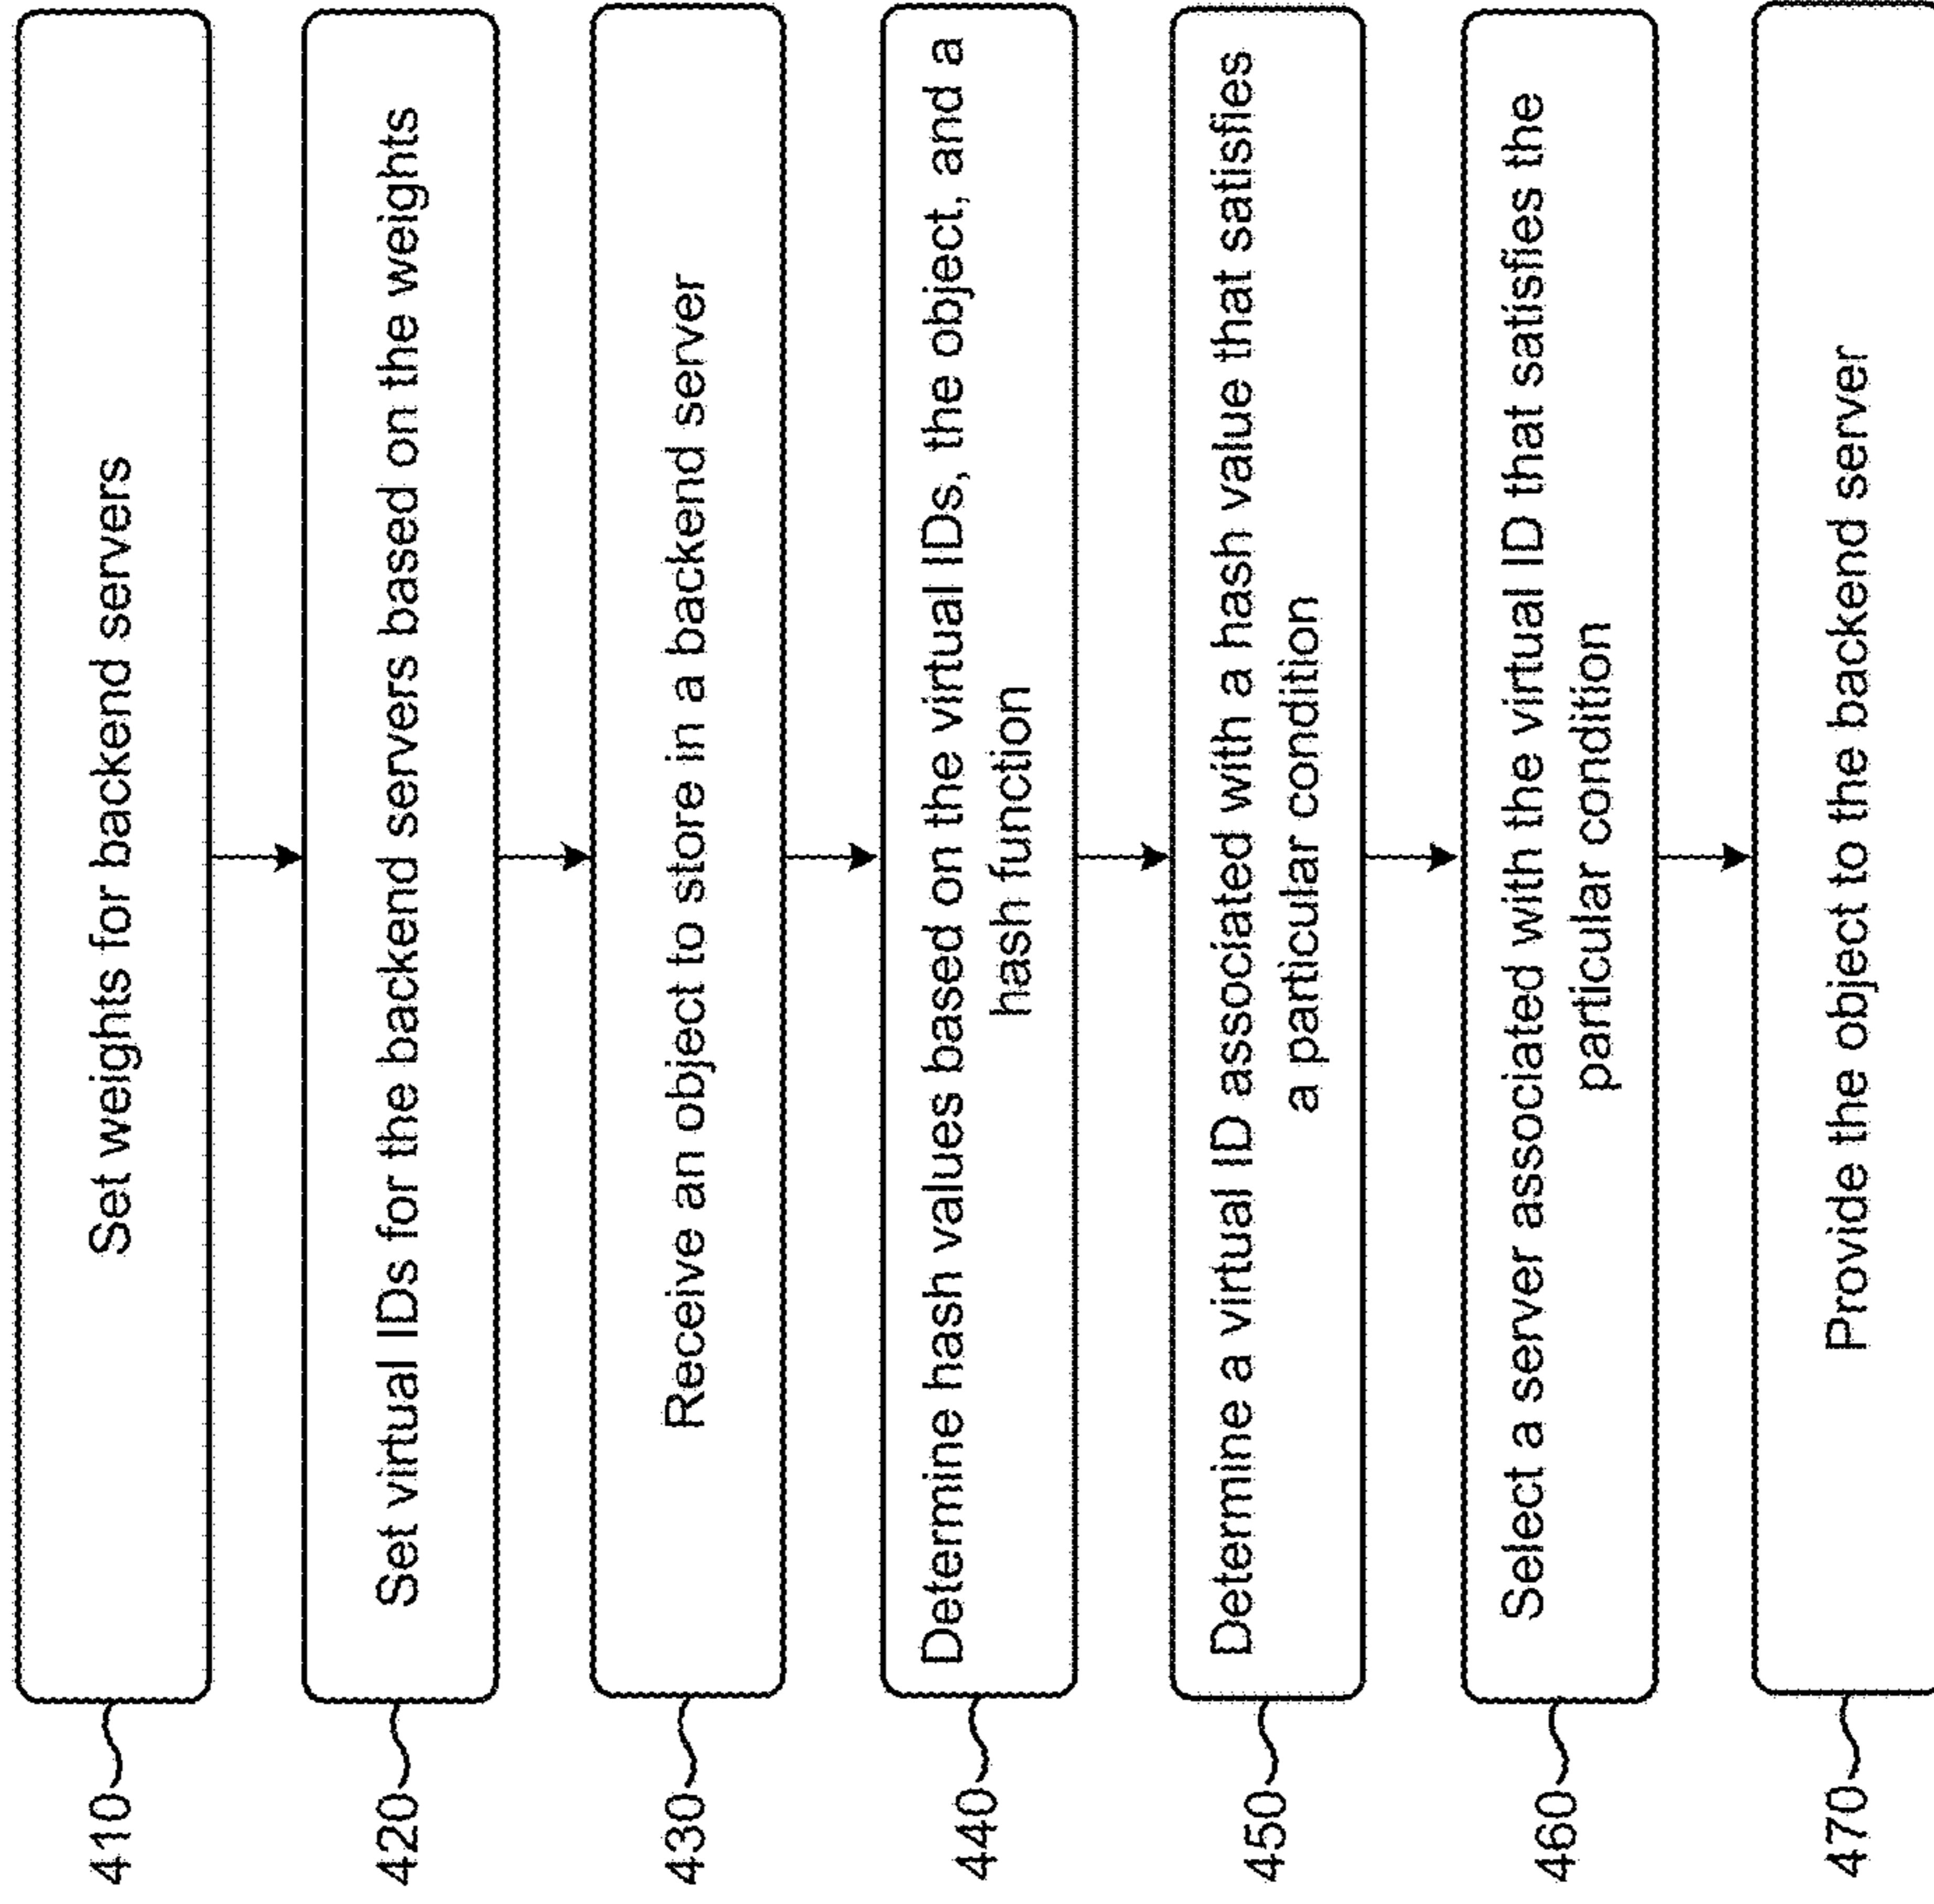 410
Set weights for backend servers
420
Set virtual IDs for the backend servers based on the weights
430
Receive an object to store in a backend server
440
Determine hash values based on the virtual IDs, the object, and a
hash function
450
Determine a virtual ID associated with a hash value that satisfies
a particular condition
460
Select a server associated with the virtual ID that satisfies the
particular condition
470
Provide the object to the backend server